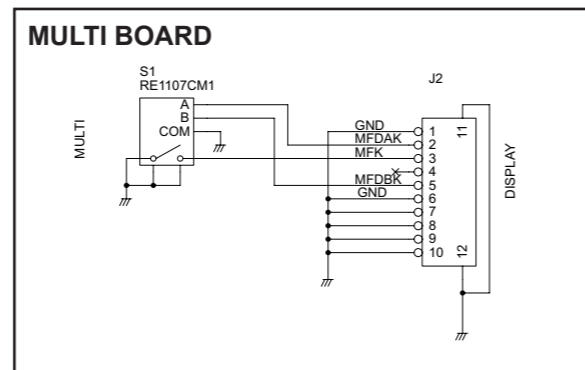 MULTI BOARD
S1
RE1107CM1
J2
A
B
COM
MULTI
GND
MFDAK
MFK
MFDBK
GND
1
2
3
4
5
6
7
8
9
10
11
12
DISPLAY